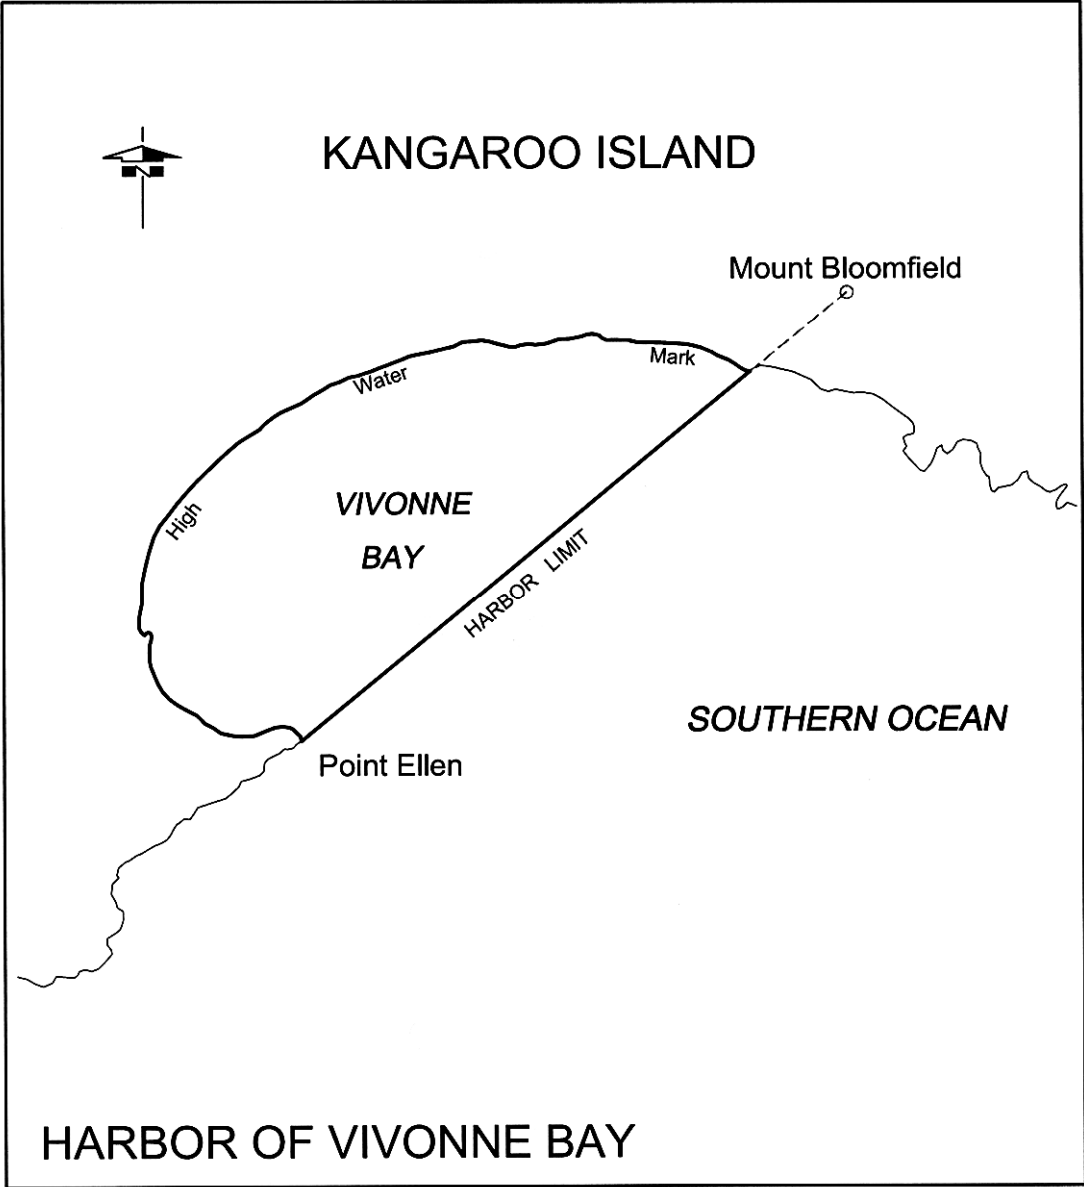 KANGAROO ISLAND
N
Mount Bloomfield
High Water Mark
VIVONNE
BAY
HARBOR LIMIT
SOUTHERN OCEAN
Point Ellen
HARBOR OF VIVONNE BAY